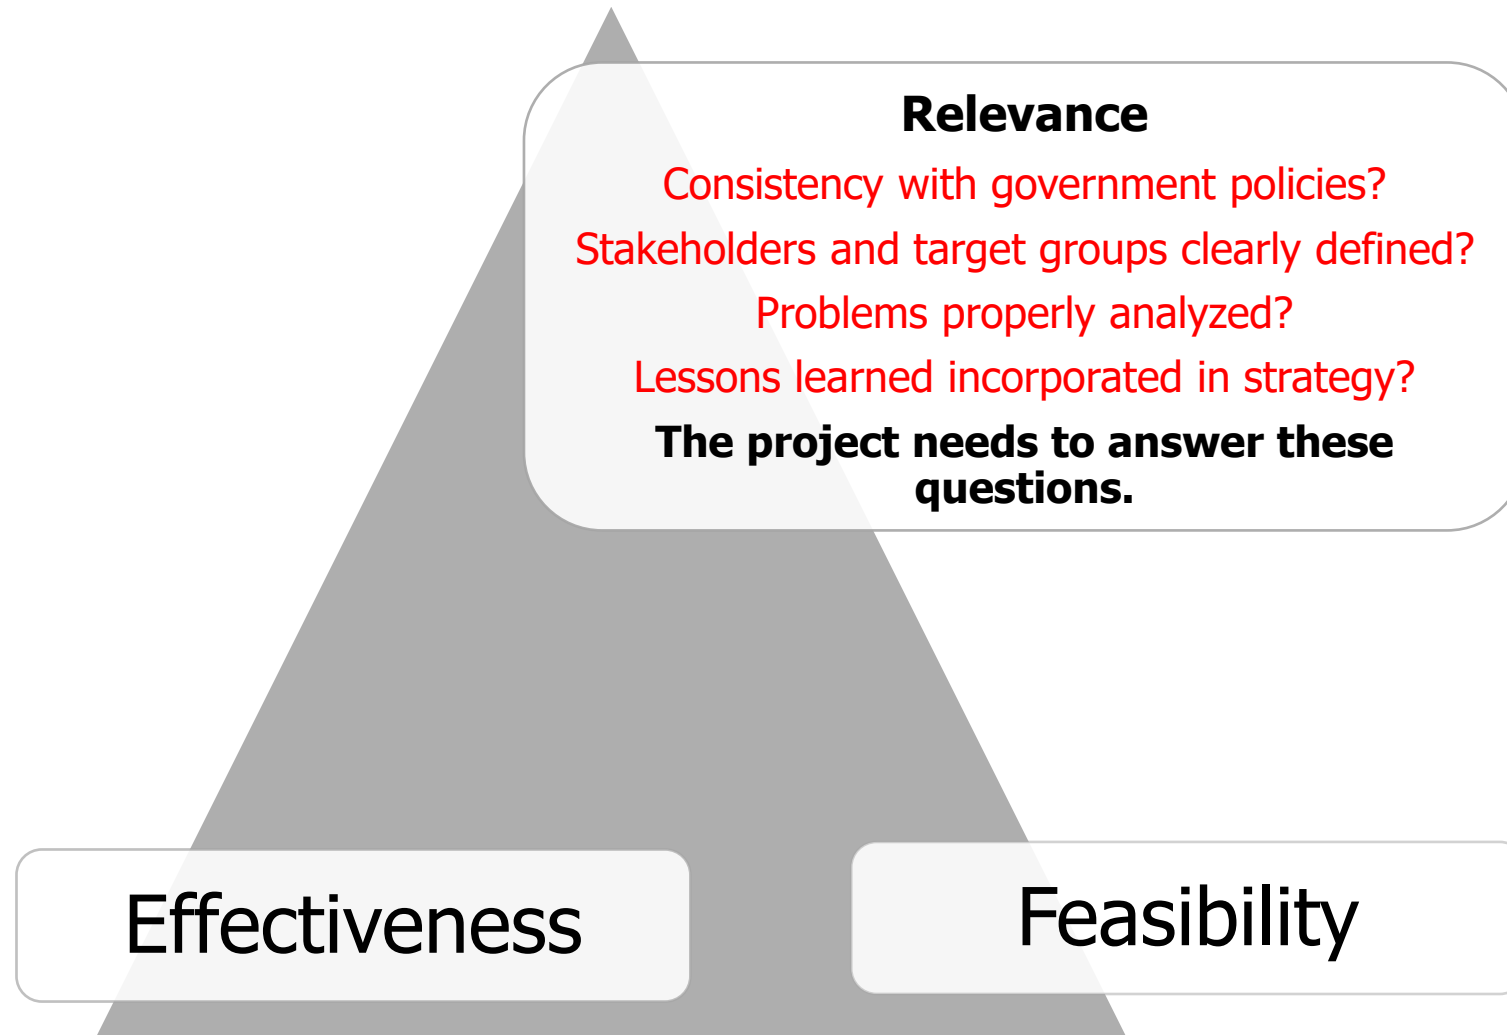 Relevance
Consistency with government policies?
Stakeholders and target groups clearly defined?
Problems properly analyzed?
Lessons learned incorporated in strategy?
The project needs to answer these
questions.
Effectiveness
Feasibility